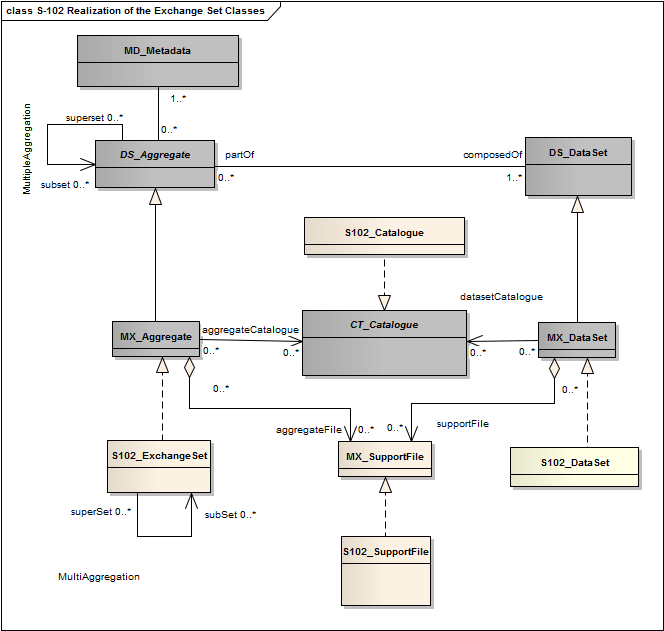 class S-102 Realization of the Exchange Set Classes
MD_Metadata
1..*
0..*
superset 0..*
MultipleAggregation
subset 0..*
DS_Aggregate
partOf
0..*
composedOf
1..*
DS_DataSet
S102_Catalogue
CT_Catalogue
datasetCatalogue
MX_Aggregate
aggregateCatalogue
0..*
0..*
0..*
0..*
MX_DataSet
0..*
0..*
aggregateFile
0..*
0..*
supportFile
S102_ExchangeSet
MX_SupportFile
S102_DataSet
superSet 0..*
subSet 0..*
S102_SupportFile
MultiAggregation